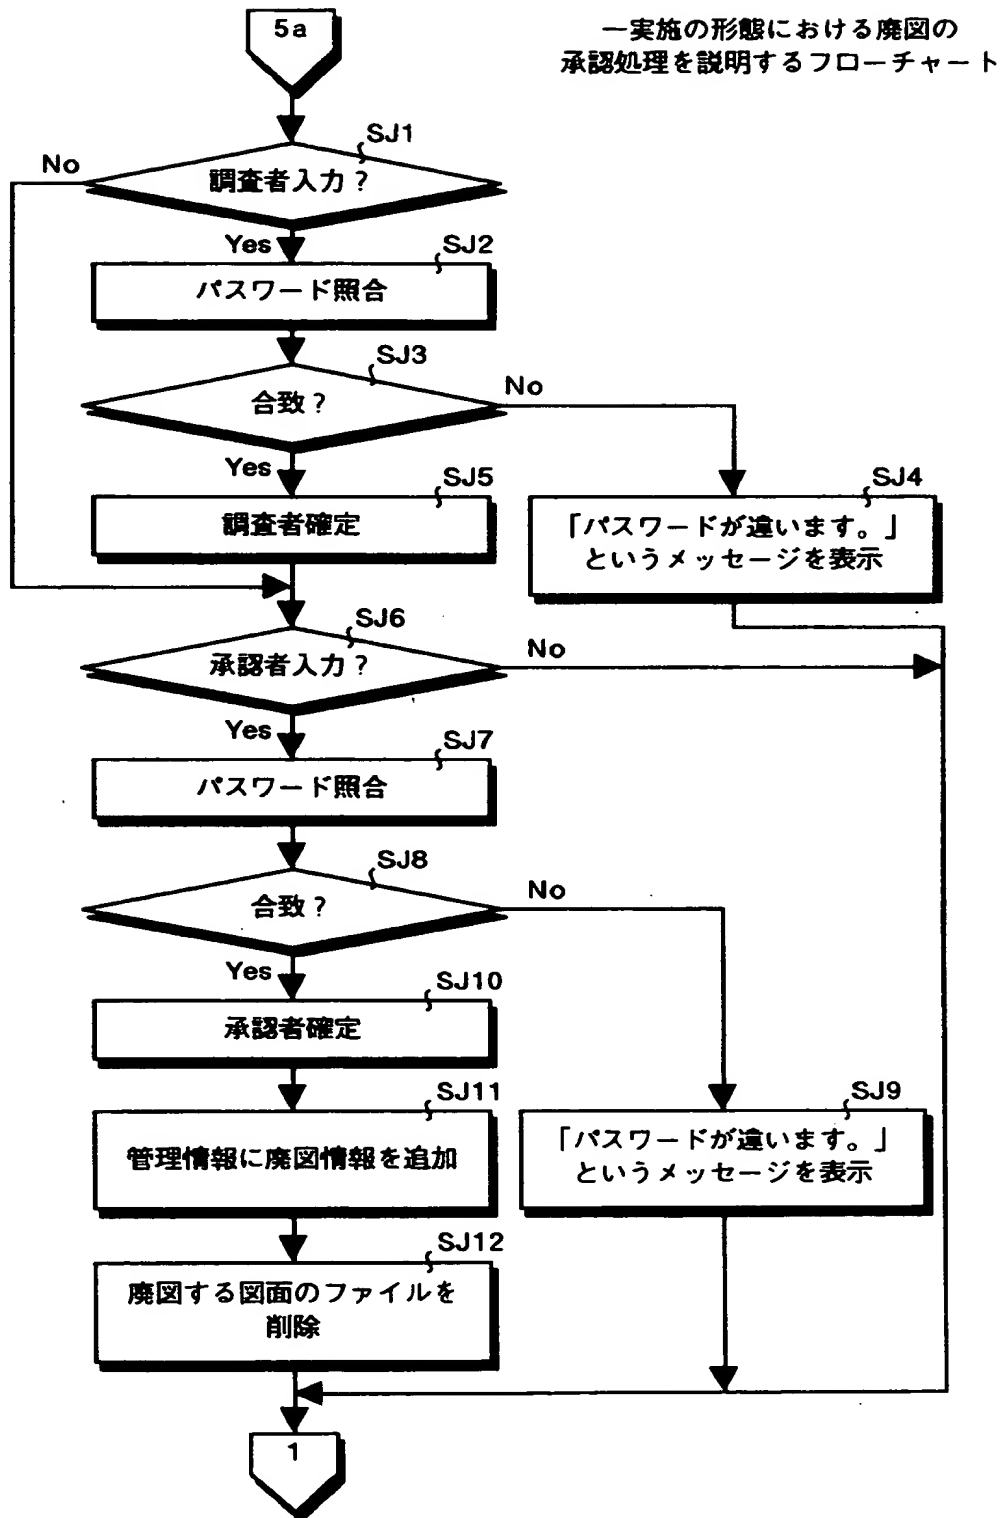 5a
一実施の形態における廃図の
承認処理を説明するフローチャート
SJ1
No
調査者入力？
Yes
SJ2
パスワード照合
SJ3
No
合致？
Yes
SJ5
調査者確定
SJ4
「パスワードが違います。」
というメッセージを表示
SJ6
承認者入力？
No
Yes
SJ7
パスワード照合
SJ8
合致？
No
Yes
SJ10
承認者確定
SJ11
管理情報に廃図情報を追加
SJ9
「パスワードが違います。」
というメッセージを表示
SJ12
廃図する図面のファイルを
削除
1